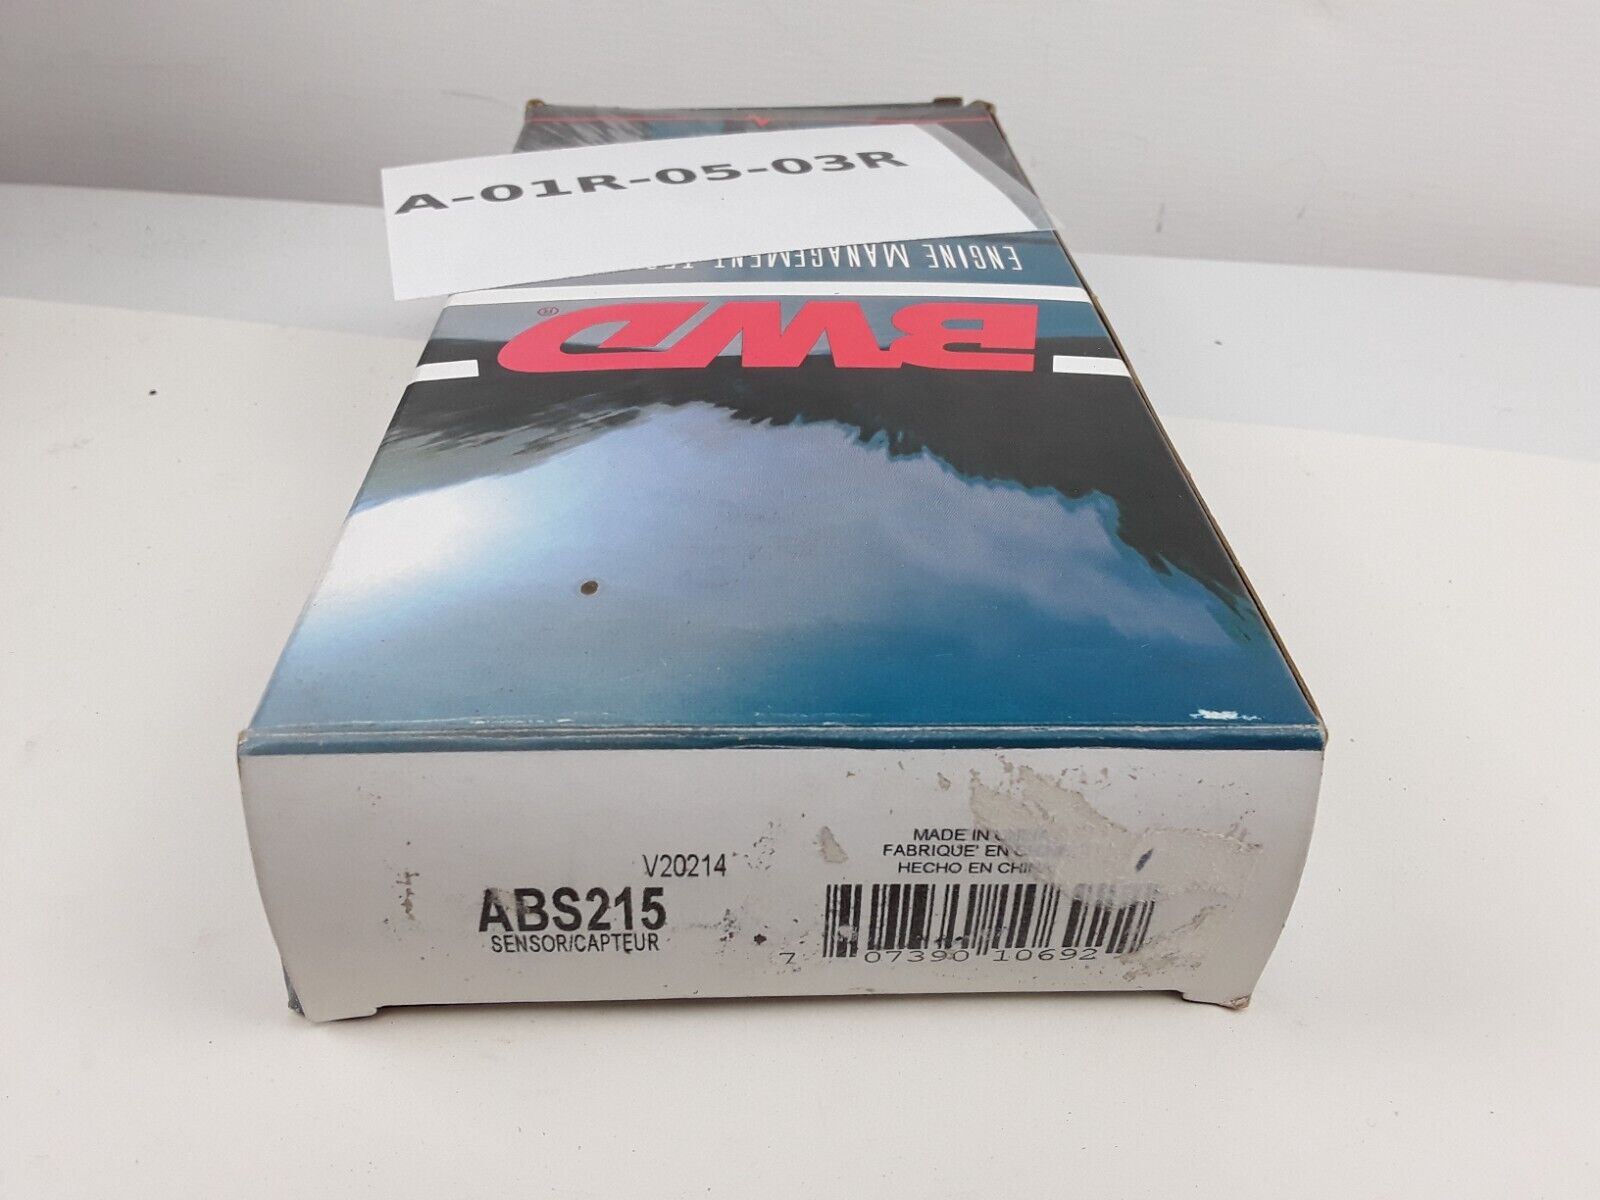 A-01R-05-03R
ENGINE MANAGEMENT
BWD®
V20214
ABS215
SENSOR/CAPTEUR
MADE IN
FABRIQUE' EN
HECHO EN CHINA
7 07390 10692